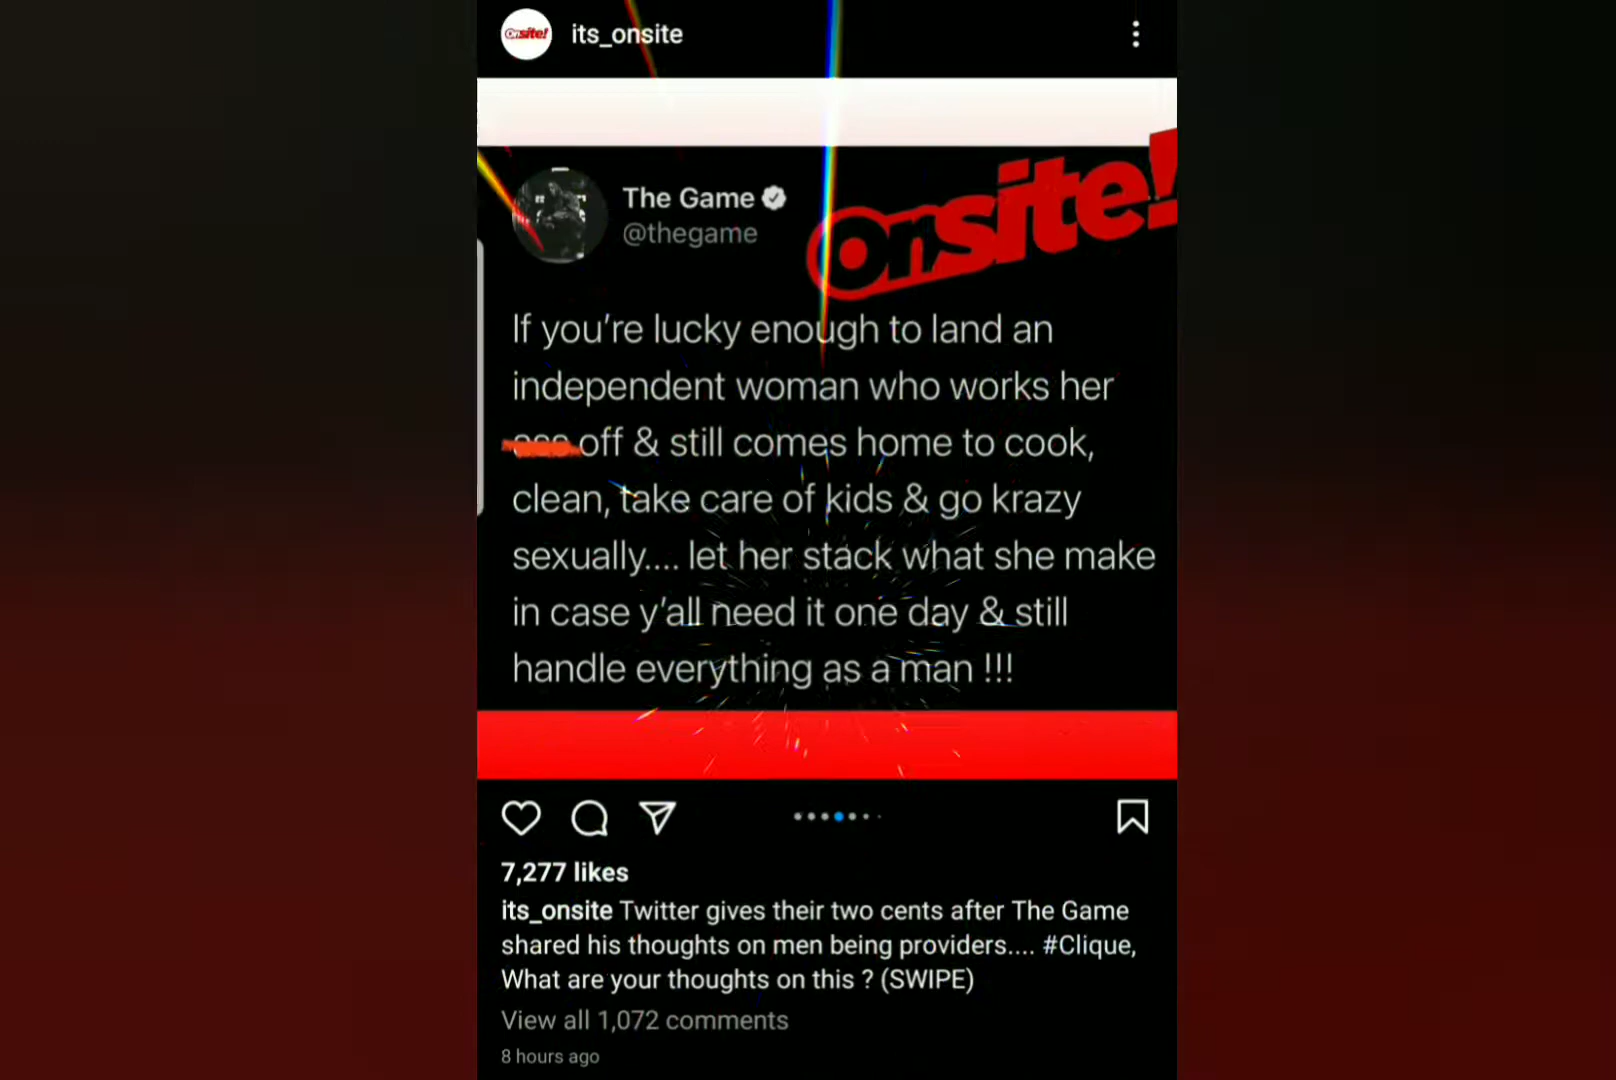 Onsite!
its_onsite
The Game
@thegame
Onsite!
If you're lucky enough to land an
independent woman who works her
off & still comes home to cook,
clean, take care of kids & go krazy
sexually.... let her stack what she make
in case y'all need it one day & still
handle everything as a man !!!
7,277 likes
its_onsite Twitter gives their two cents after The Game
shared his thoughts on men being providers.... #Clique,
What are your thoughts on this ? (SWIPE)
View all 1,072 comments
8 hours ago